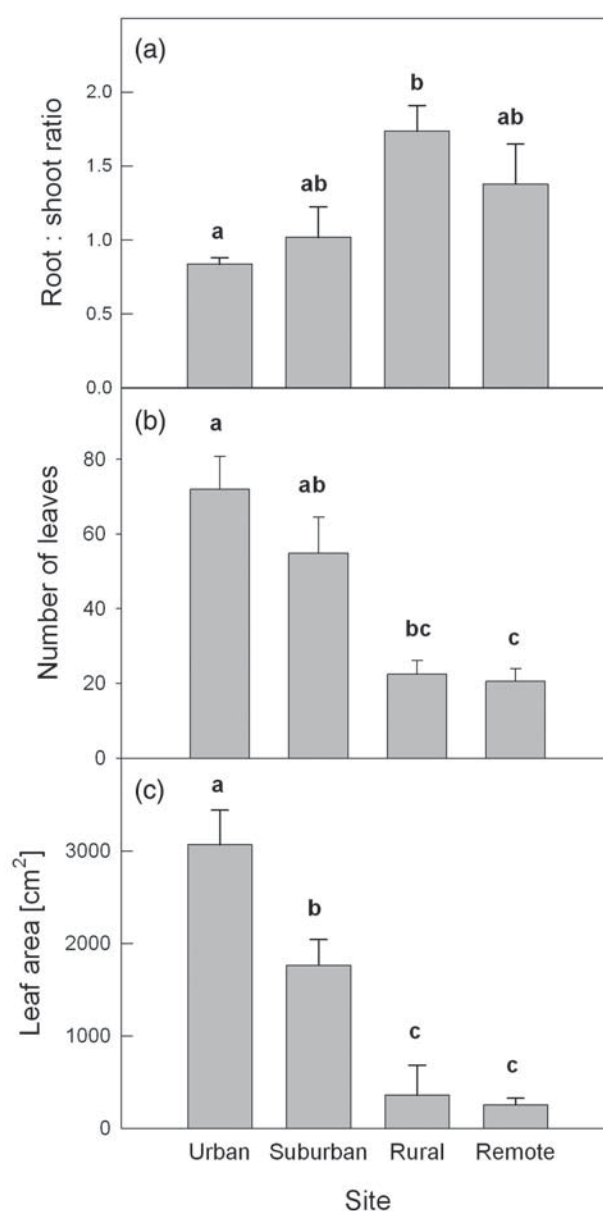 (a)
Root : shoot ratio
2.0
1.5
1.0
0.5
0.0
a
ab
b
ab
(b)
Number of leaves
80
60
40
20
0
a
ab
bc
c
(c)
Leaf area [cm²]
3000
2000
1000
0
a
b
c
c
Urban Suburban Rural Remote
Site